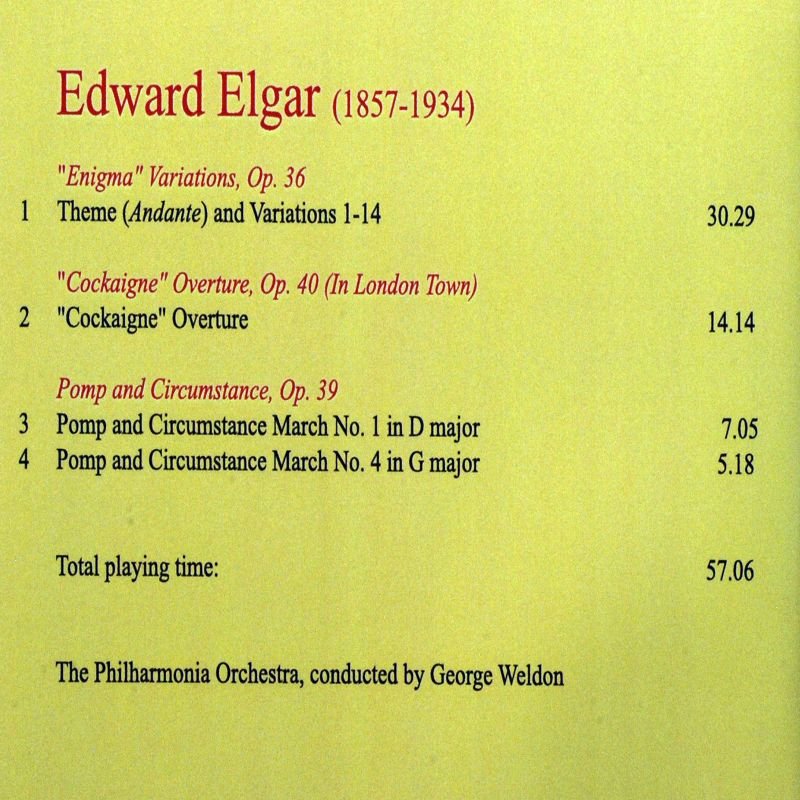 Edward Elgar (1857-1934)
"Enigma" Variations, Op. 36
1 Theme (Andante) and Variations 1-14 30.29
"Cockaigne" Overture, Op. 40 (In London Town)
2 "Cockaigne" Overture 14.14
Pomp and Circumstance, Op. 39
3 Pomp and Circumstance March No. 1 in D major 7.05
4 Pomp and Circumstance March No. 4 in G major 5.18
Total playing time: 57.06
The Philharmonia Orchestra, conducted by George Weldon